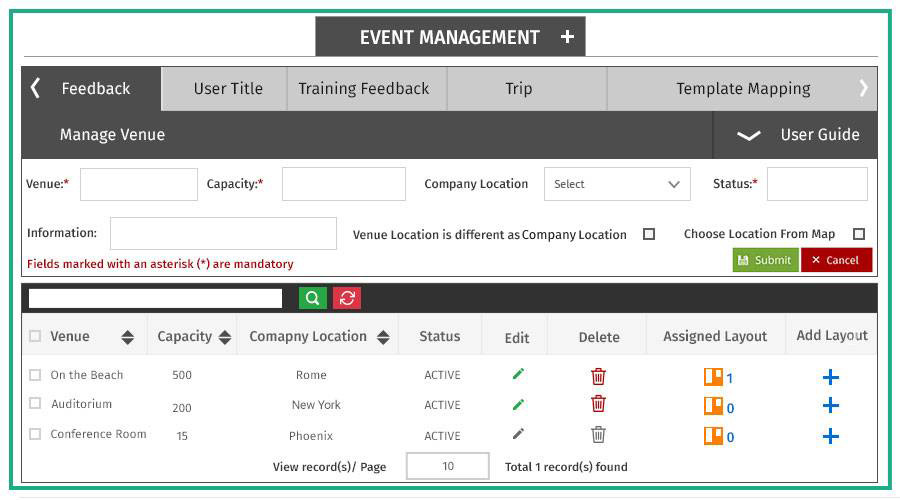 EVENT MANAGEMENT +
Feedback User Title Training Feedback Trip Template Mapping
Manage Venue User Guide
Venue:* Capacity:* Company Location Select Status:*
Information: Venue Location is different as Company Location Choose Location From Map
Fields marked with an asterisk (*) are mandatory Submit × Cancel
Venue Capacity Comapny Location Status Edit Delete Assigned Layout Add Layout
On the Beach 500 Rome ACTIVE 1 +
Auditorium 200 New York ACTIVE 0 +
Conference Room 15 Phoenix ACTIVE 0 +
View record(s)/ Page 10 Total 1 record(s) found